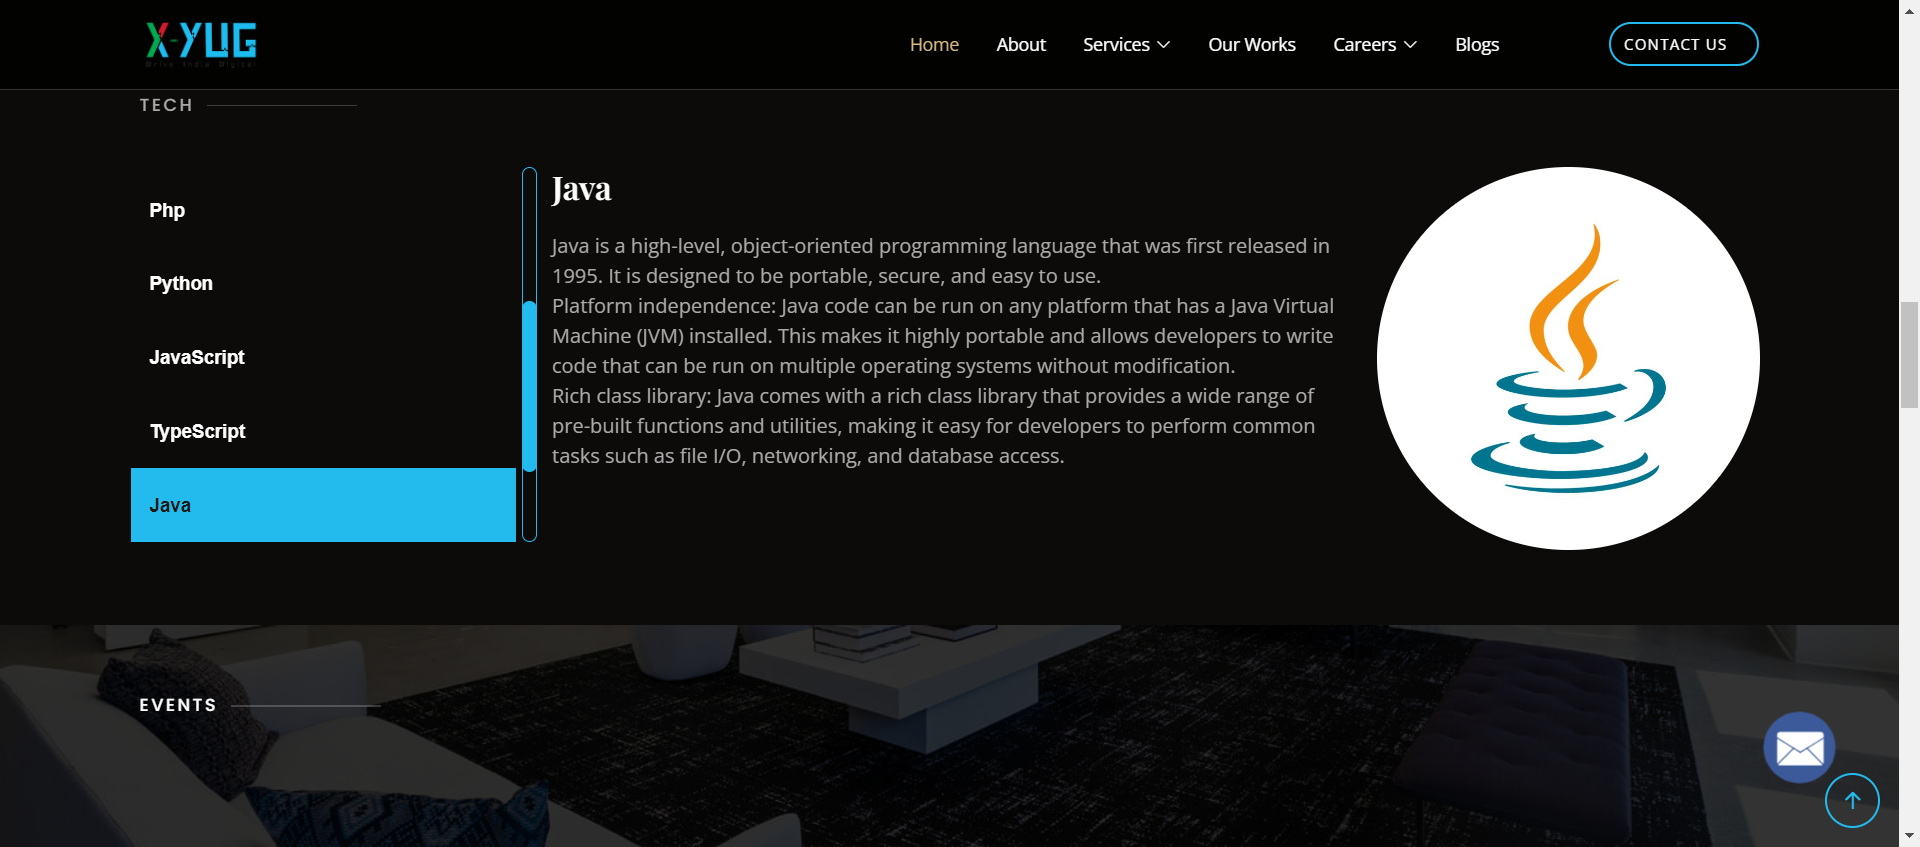 X-YUG
Drive India Digital
Home
About
Services
Our Works
Careers
Blogs
CONTACT US
TECH
Php
Python
JavaScript
TypeScript
Java
Java
Java is a high-level, object-oriented programming language that was first released in
1995. It is designed to be portable, secure, and easy to use.
Platform independence: Java code can be run on any platform that has a Java Virtual
Machine (JVM) installed. This makes it highly portable and allows developers to write
code that can be run on multiple operating systems without modification.
Rich class library: Java comes with a rich class library that provides a wide range of
pre-built functions and utilities, making it easy for developers to perform common
tasks such as file I/O, networking, and database access.
EVENTS